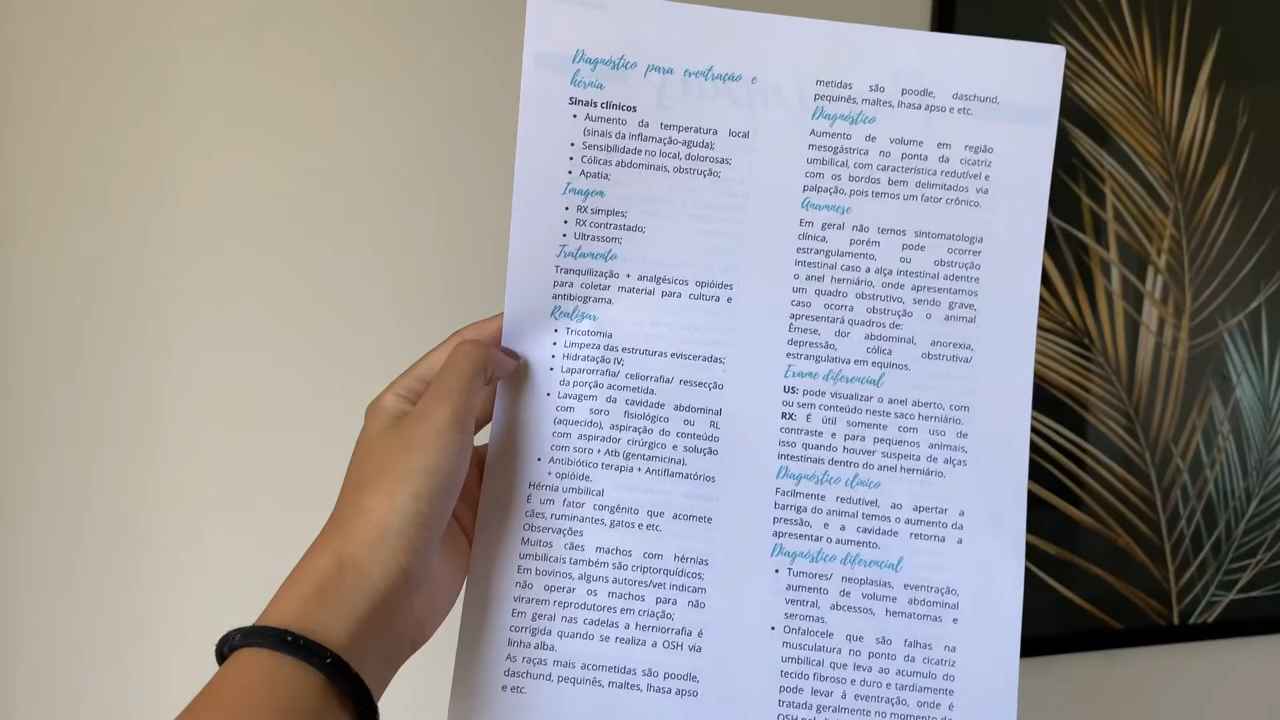 Diagnóstico para eventração e
hérnia
Sinais clínicos
• Aumento da temperatura local
(sinais da inflamação-aguda);
• Sensibilidade no local, dolorosas;
• Cólicas abdominais, obstrução;
• Apatia;
Imagem
• RX simples;
• RX contrastado;
• Ultrassom;
Tratamento
Tranquilização + analgésicos opióides
para coletar material para cultura e
antibiograma.
Realizar
• Tricotomia
• Limpeza das estruturas evisceradas;
• Hidratação IV;
• Laparorrafia/ celiorrafia/ ressecção
da porção acometida.
• Lavagem da cavidade abdominal
com soro fisiológico ou RL
(aquecido), aspiração do conteúdo
com aspirador cirúrgico e solução
com soro + Atb (gentamicina).
• Antibiótico terapia + Antiflamatórios
+ opióide.
Hérnia umbilical
É um fator congênito que acomete
cães, ruminantes, gatos e etc.
Observações
Muitos cães machos com hérnias
umbilicais também são criptorquídicos;
Em bovinos, alguns autores/vet indicam
não operar os machos para não
virarem reprodutores em criação;
Em geral nas cadelas a herniorrafia é
corrigida quando se realiza a OSH via
linha alba.
As raças mais acometidas são poodle,
daschund, pequinês, maltes, lhasa apso
e etc.
metidas são poodle, daschund,
pequinês, maltes, lhasa apso e etc.
Diagnóstico
Aumento de volume em região
mesogástrica no ponta da cicatriz
umbilical, com característica redutível e
com os bordos bem delimitados via
palpação, pois temos um fator crônico.
Anamnese
Em geral não temos sintomatologia
clínica, porém pode ocorrer
estrangulamento, ou obstrução
intestinal caso a alça intestinal adentre
o anel herniário, onde apresentamos
um quadro obstrutivo, sendo grave,
caso ocorra obstrução o animal
apresentará quadros de:
Êmese, dor abdominal, anorexia,
depressão, cólica obstrutiva/
estrangulativa em equinos.
Exame diferencial
US: pode visualizar o anel aberto, com
ou sem conteúdo neste saco herniário.
RX: É útil somente com uso de
contraste e para pequenos animais,
isso quando houver suspeita de alças
intestinais dentro do anel herniário.
Diagnóstico clínico
Facilmente redutível, ao apertar a
barriga do animal temos o aumento da
pressão, e a cavidade retorna a
apresentar o aumento.
Diagnóstico diferencial
• Tumores/ neoplasias, eventração,
aumento de volume abdominal
ventral, abcessos, hematomas e
seromas.
• Onfalocele que são falhas na
musculatura no ponto da cicatriz
umbilical que leva ao acumulo do
tecido fibroso e duro e tardiamente
pode levar á eventração, onde é
tratada geralmente no momento da